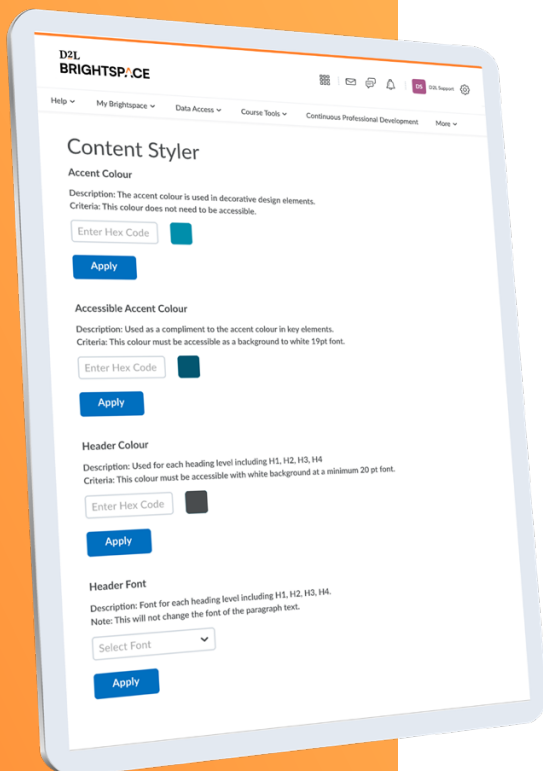 D2L
BRIGHTSPACE
DS D2L Support
Help My Brightspace Data Access Course Tools Continuous Professional Development More
Content Styler
Accent Colour
Description: The accent colour is used in decorative design elements.
Criteria: This colour does not need to be accessible.
Enter Hex Code
Apply
Accessible Accent Colour
Description: Used as a compliment to the accent colour in key elements.
Criteria: This colour must be accessible as a background to white 19pt font.
Enter Hex Code
Apply
Header Colour
Description: Used for each heading level including H1, H2, H3, H4
Criteria: This colour must be accessible with white background at a minimum 20 pt font.
Enter Hex Code
Apply
Header Font
Description: Font for each heading level including H1, H2, H3, H4.
Note: This will not change the font of the paragraph text.
Select Font
Apply